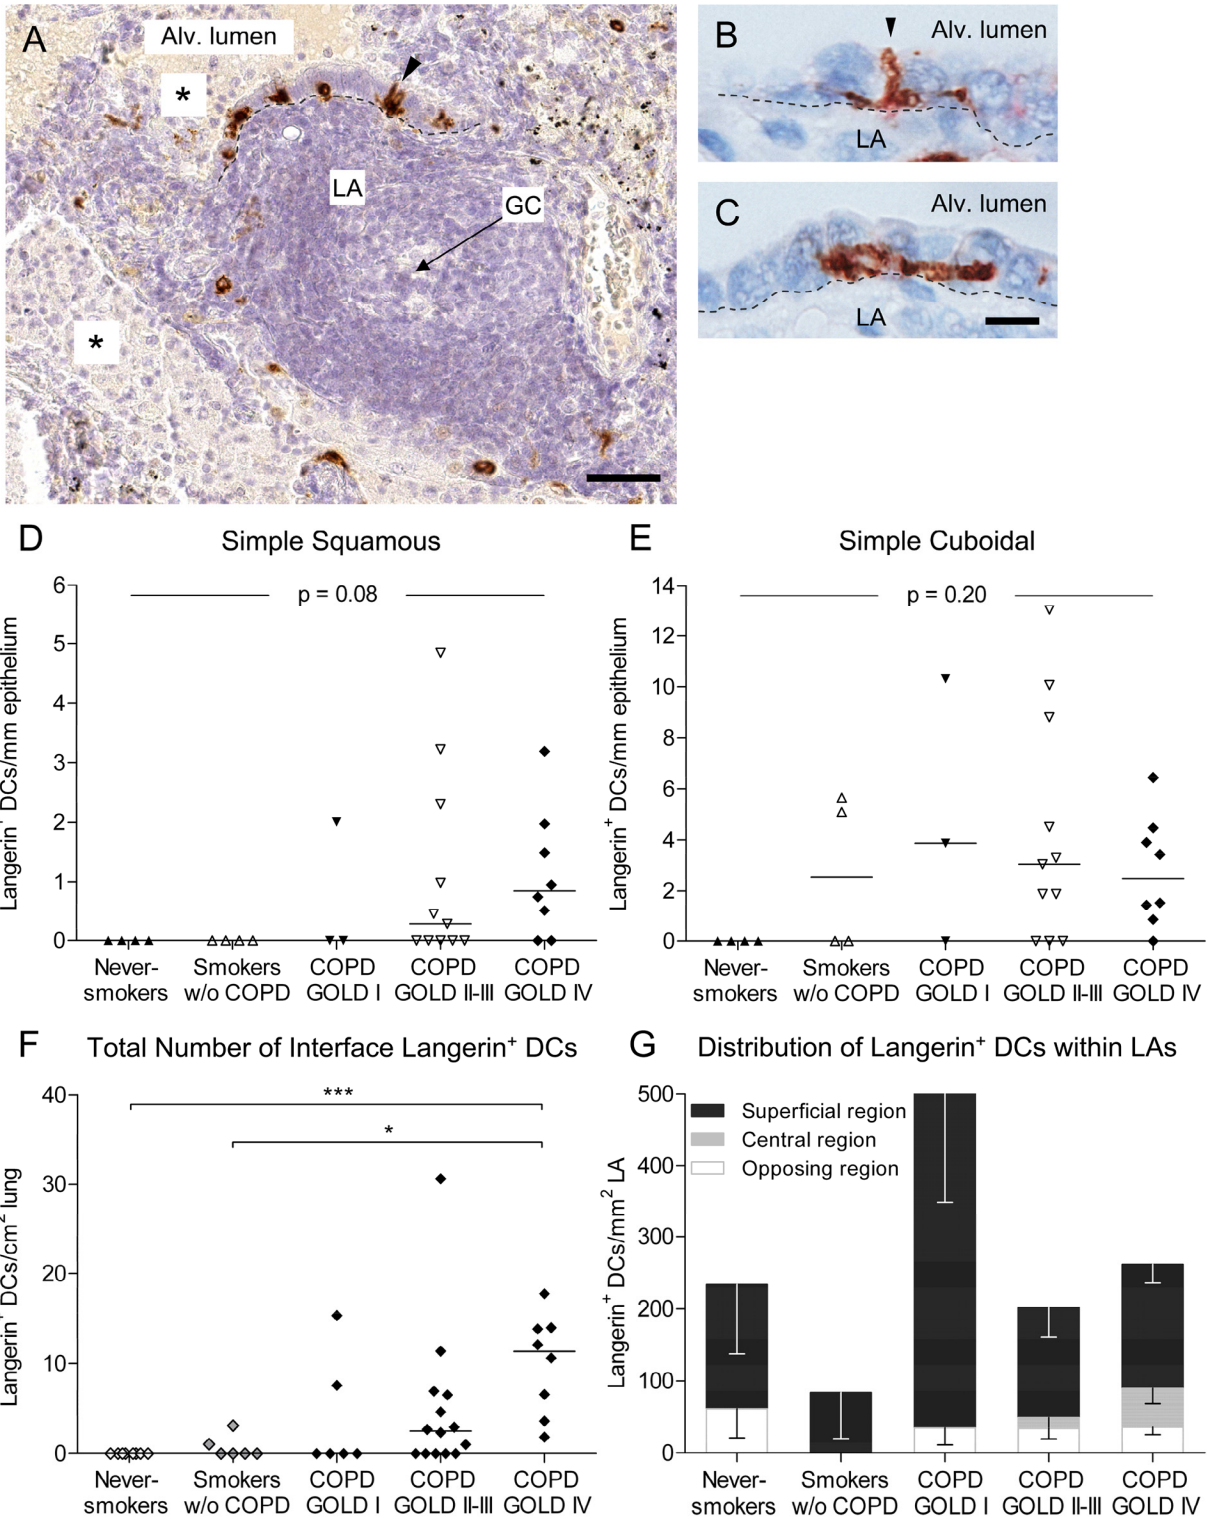 A
Alv. lumen
*
LA
GC
*
B
Alv. lumen
LA
C
Alv. lumen
LA
D
Simple Squamous
Langerin+ DCs/mm epithelium
6
5
4
3
2
1
0
p = 0.08
Never-
smokers
Smokers
w/o COPD
COPD
GOLD I
COPD
GOLD II-III
COPD
GOLD IV
E
Simple Cuboidal
Langerin+ DCs/mm epithelium
14
12
10
8
6
4
2
0
p = 0.20
Never-
smokers
Smokers
w/o COPD
COPD
GOLD I
COPD
GOLD II-III
COPD
GOLD IV
F
Total Number of Interface Langerin+ DCs
Langerin+ DCs/cm2 lung
40
30
20
10
0
***
*
Never-
smokers
Smokers
w/o COPD
COPD
GOLD I
COPD
GOLD II-III
COPD
GOLD IV
G
Distribution of Langerin+ DCs within LAs
Langerin+ DCs/mm2 LA
500
400
300
200
100
0
Superficial region
Central region
Opposing region
Never-
smokers
Smokers
w/o COPD
COPD
GOLD I
COPD
GOLD II-III
COPD
GOLD IV